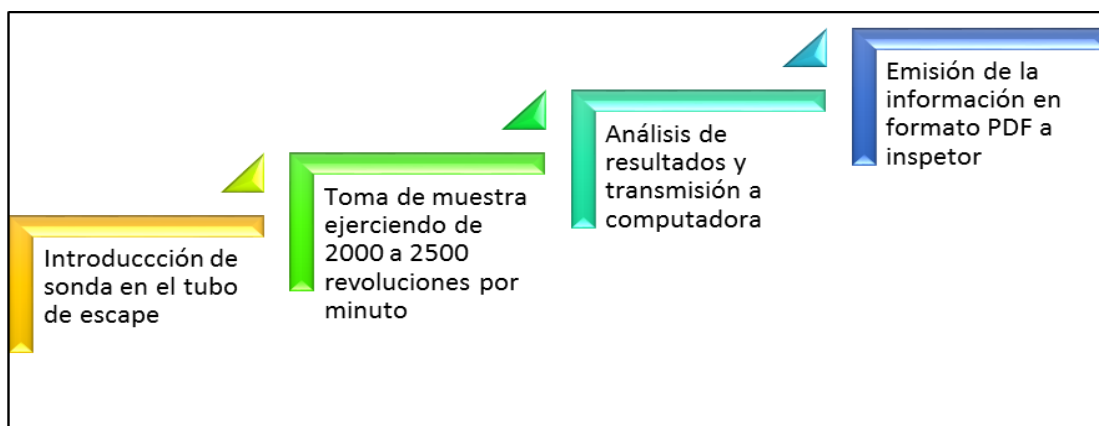 Introduccción de
sonda en el tubo
de escape
Toma de muestra
ejerciendo de
2000 a 2500
revoluciones por
minuto
Análisis de
resultados y
transmisión a
computadora
Emisión de la
información en
formato PDF a
inspetor